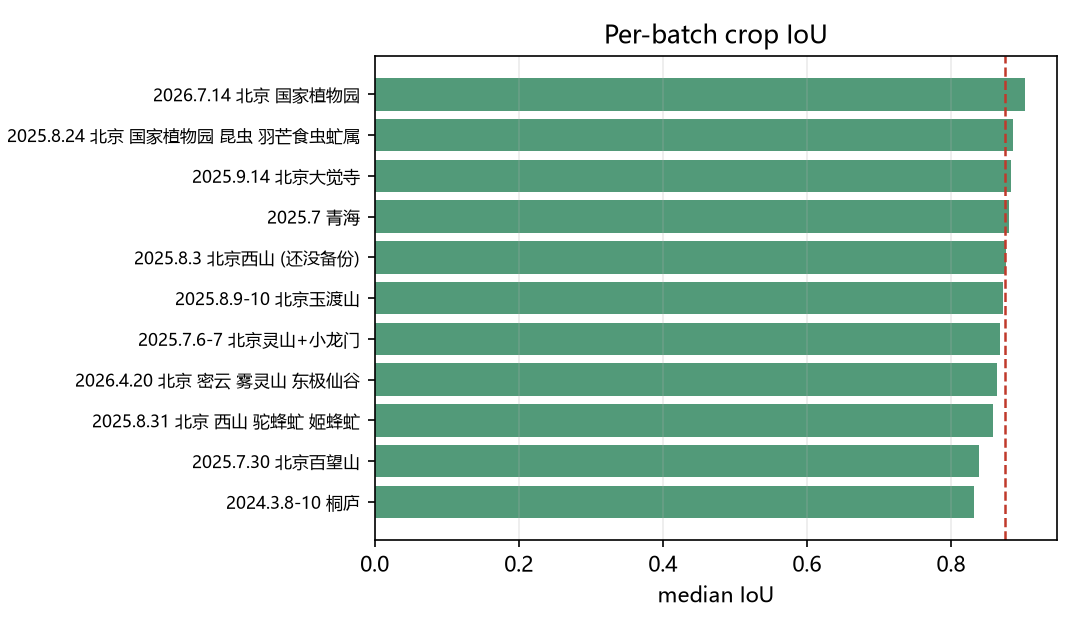 Per-batch crop IoU
2026.7.14 北京 国家植物园
2025.8.24 北京 国家植物园 昆虫 羽芒食虫虻属
2025.9.14 北京大觉寺
2025.7 青海
2025.8.3 北京西山 (还没备份)
2025.8.9-10 北京玉渡山
2025.7.6-7 北京灵山+小龙门
2026.4.20 北京 密云 雾灵山 东极仙谷
2025.8.31 北京 西山 驼蜂虻 姬蜂虻
2025.7.30 北京百望山
2024.3.8-10 桐庐
0.0 0.2 0.4 0.6 0.8
median IoU